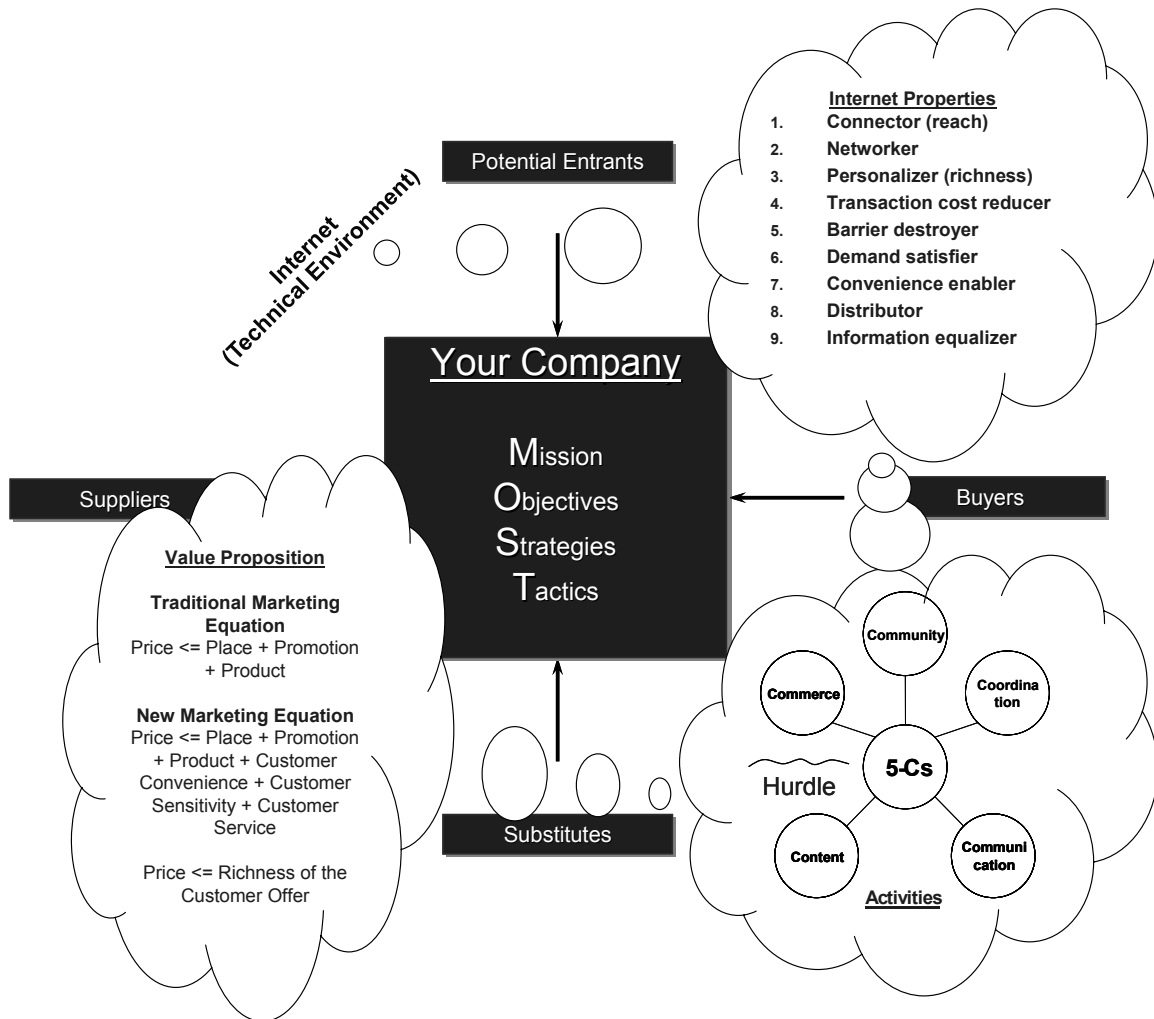 Internet Properties
1. Connector (reach)
2. Networker
3. Personalizer (richness)
4. Transaction cost reducer
5. Barrier destroyer
6. Demand satisfier
7. Convenience enabler
8. Distributor
9. Information equalizer
Potential Entrants
Internet
(Technical Environment)
Your Company
Mission
Objectives
Strategies
Tactics
Suppliers
Buyers
Value Proposition
Traditional Marketing
Equation
Price <= Place + Promotion
+ Product
New Marketing Equation
Price <= Place + Promotion
+ Product + Customer
Convenience + Customer
Sensitivity + Customer
Service
Price <= Richness of the
Customer Offer
Substitutes
Community
Commerce
Coordina
tion
5-Cs
Hurdle
Content
Communi
cation
Activities